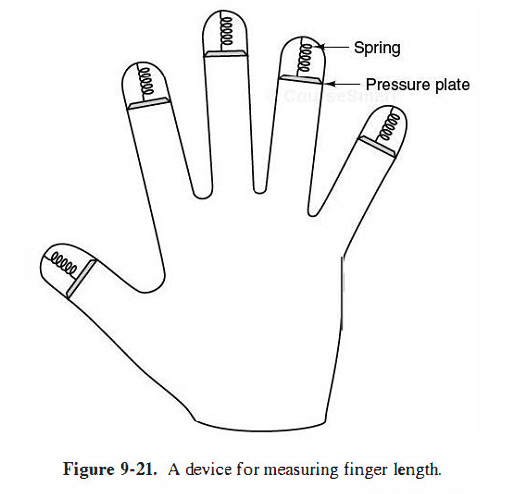 Spring
Pressure plate
Figure 9-21. A device for measuring finger length.